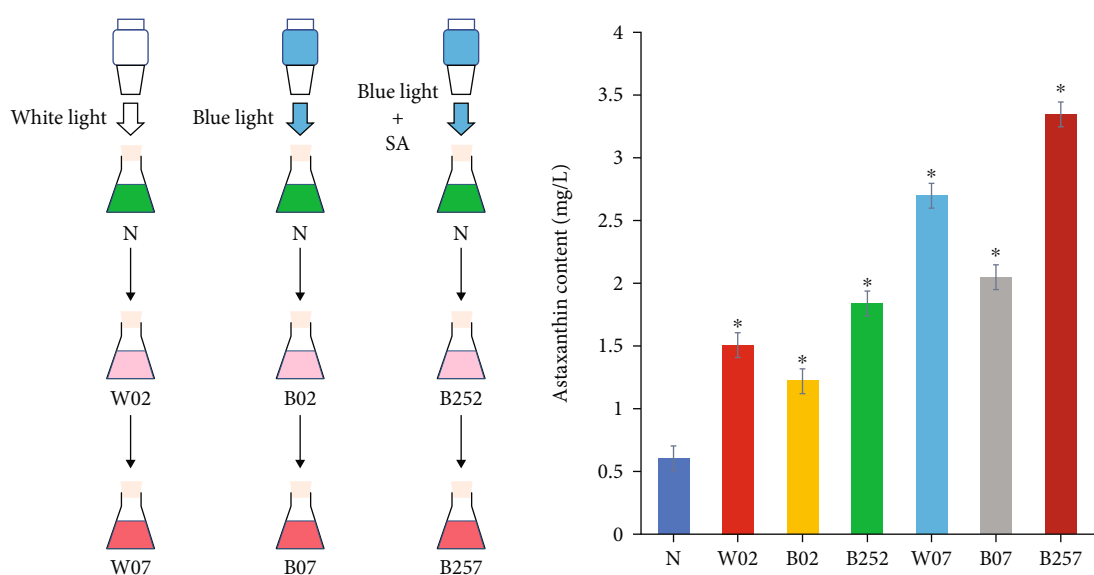 White light
Blue light
Blue light
+
SA
N
N
N
W02
B02
B252
W07
B07
B257
Astaxanthin content (mg/L)
4
3.5
3
2.5
2
1.5
1
0.5
0
*
*
*
*
*
*
N
W02
B02
B252
W07
B07
B257